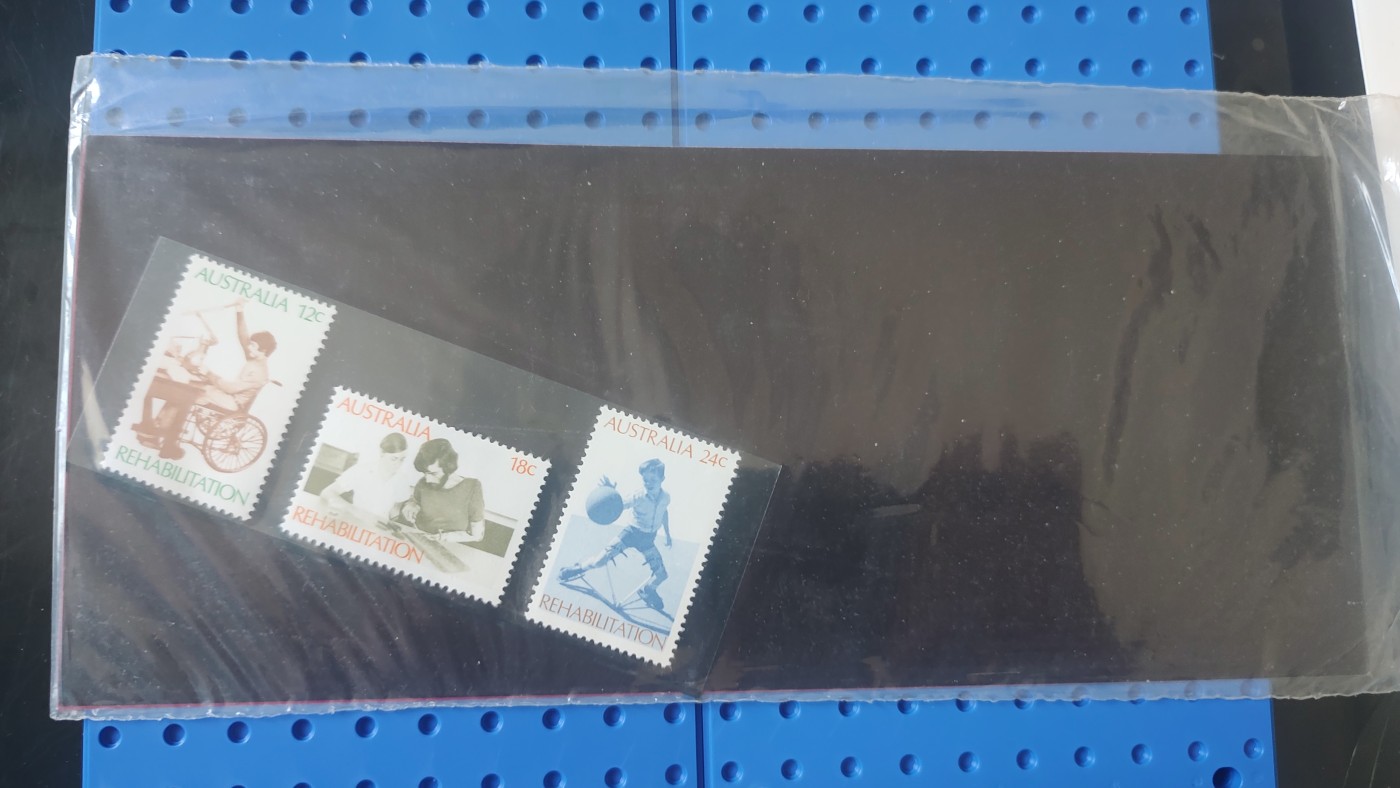 AUSTRALIA 12c
REHABILITATION
AUSTRALIA
18c
REHABILITATION
AUSTRALIA 24c
REHABILITATION